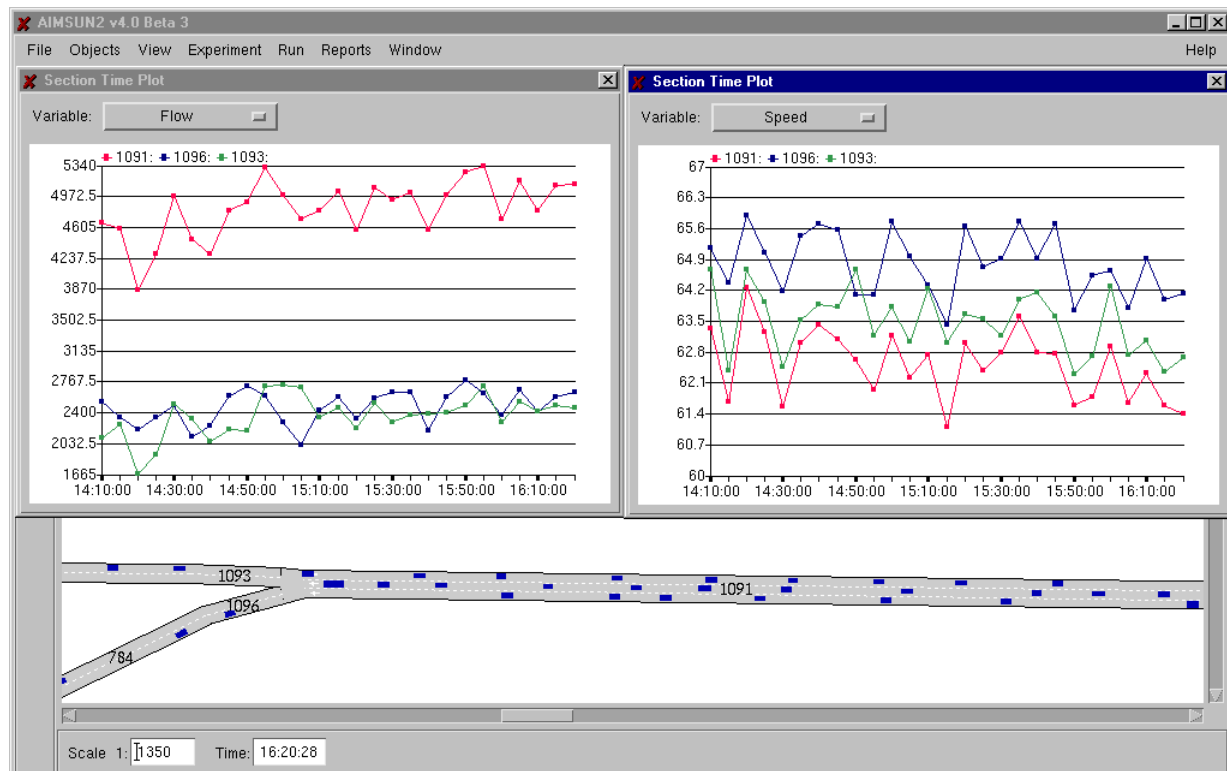 AIMSUN2 v4.0 Beta 3
File Objects View Experiment Run Reports Window Help
Section Time Plot
Variable: Flow
1091: 1096: 1093:
5340
4972.5
4605
4237.5
3870
3502.5
3135
2767.5
2400
2032.5
1665
14:10:00 14:30:00 14:50:00 15:10:00 15:30:00 15:50:00 16:10:00
Section Time Plot
Variable: Speed
1091: 1096: 1093:
67
66.3
65.6
64.9
64.2
63.5
62.8
62.1
61.4
60.7
60
14:10:00 14:30:00 14:50:00 15:10:00 15:30:00 15:50:00 16:10:00
1093
1091
1096
784
Scale 1: 1350 Time: 16:20:28